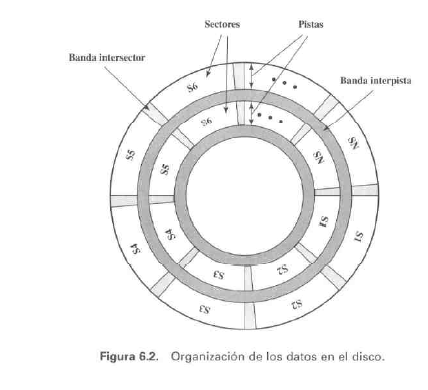 Sectores
Pistas
Banda intersector
Banda interpista
S6
S6
SN
SN
S5
S5
S1
S1
S4
S4
S3
S2
S3
S2
Figura 6.2. Organización de los datos en el disco.